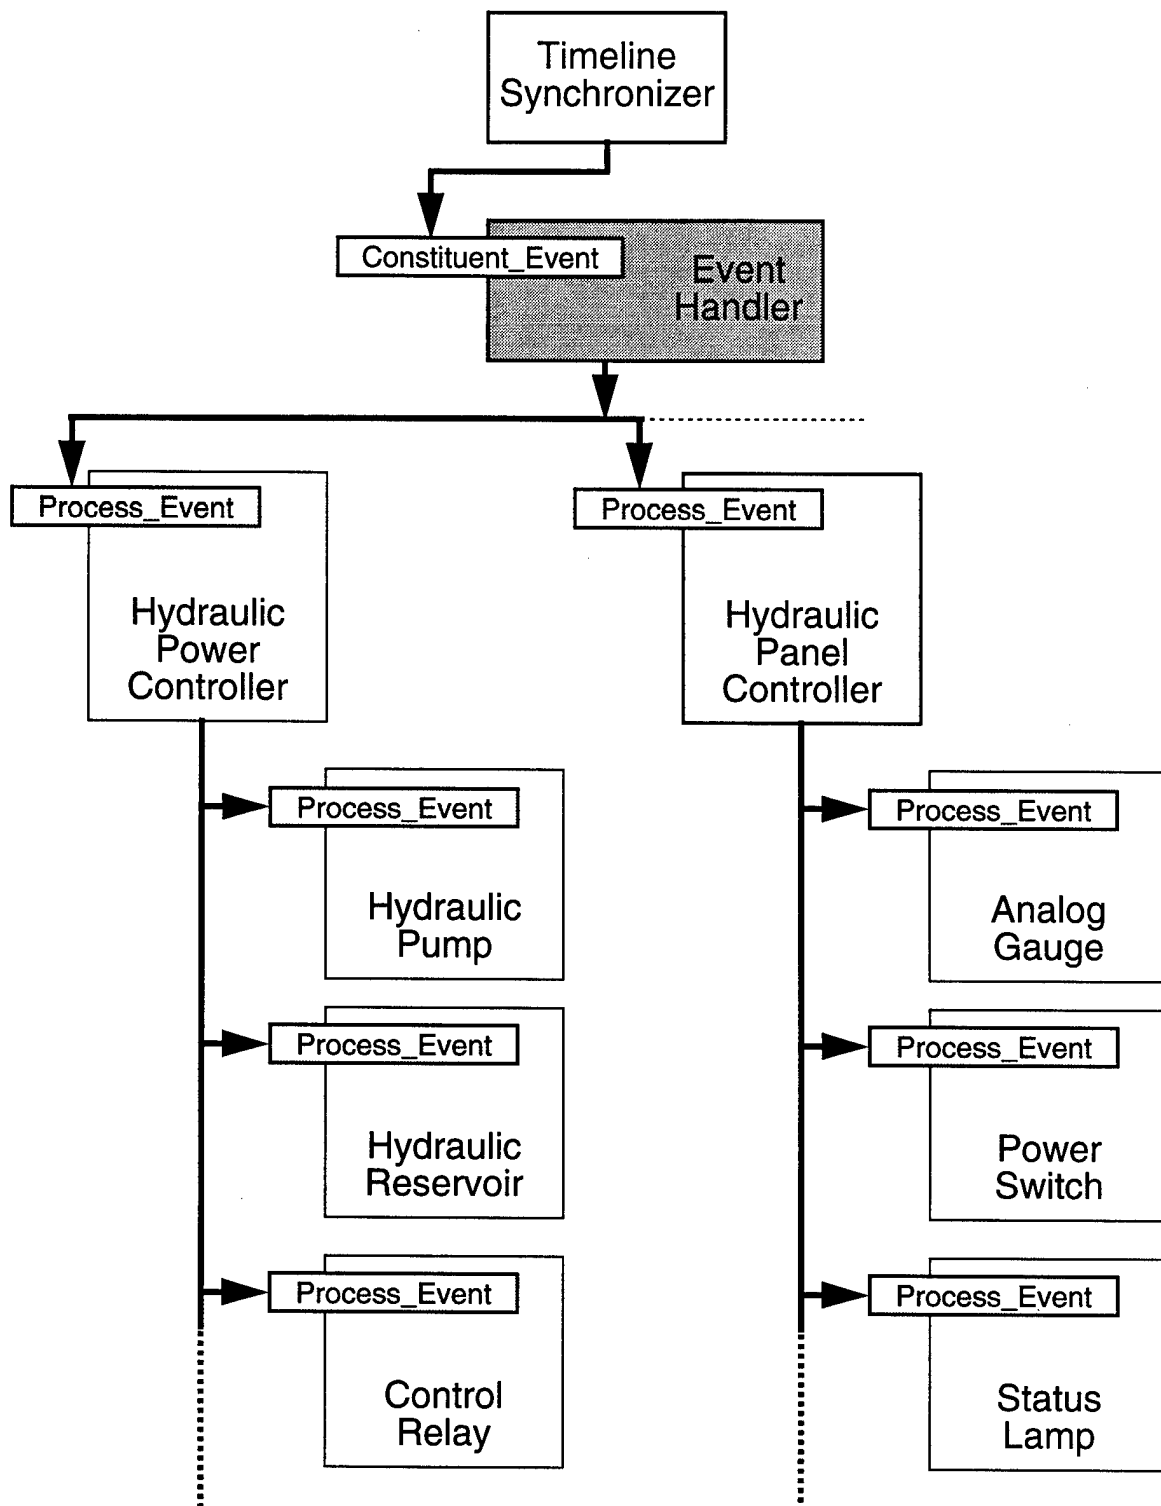 Timeline
Synchronizer
Constituent_Event
Event
Handler
Process_Event
Hydraulic
Power
Controller
Process_Event
Hydraulic
Panel
Controller
Process_Event
Hydraulic
Pump
Process_Event
Hydraulic
Reservoir
Process_Event
Control
Relay
Process_Event
Analog
Gauge
Process_Event
Power
Switch
Process_Event
Status
Lamp